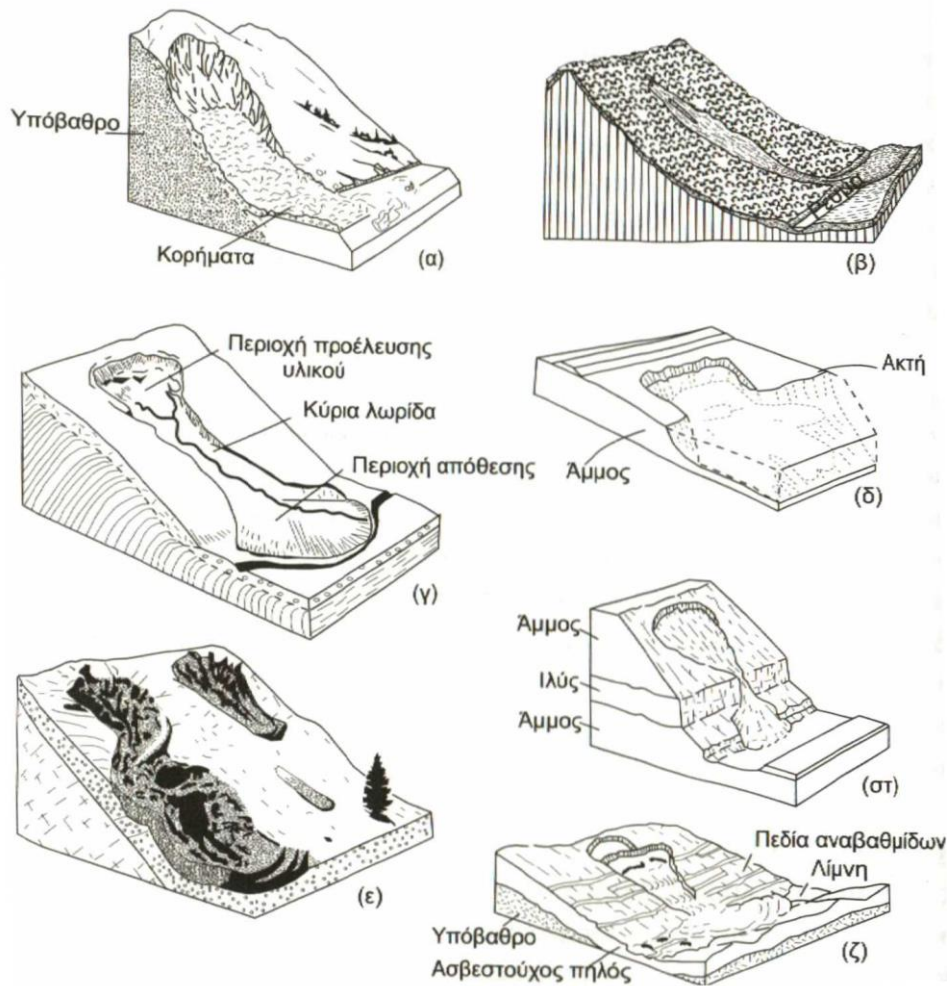 Υπόβαθρο
Κορήματα
(α)
(β)
Περιοχή προέλευσης
υλικού
Κύρια λωρίδα
Περιοχή απόθεσης
(γ)
Ακτή
Άμμος
(δ)
(ε)
Άμμος
Ιλύς
Άμμος
(στ)
Πεδία αναβαθμίδων
Λίμνη
Υπόβαθρο
Ασβεστούχος πηλός
(ζ)